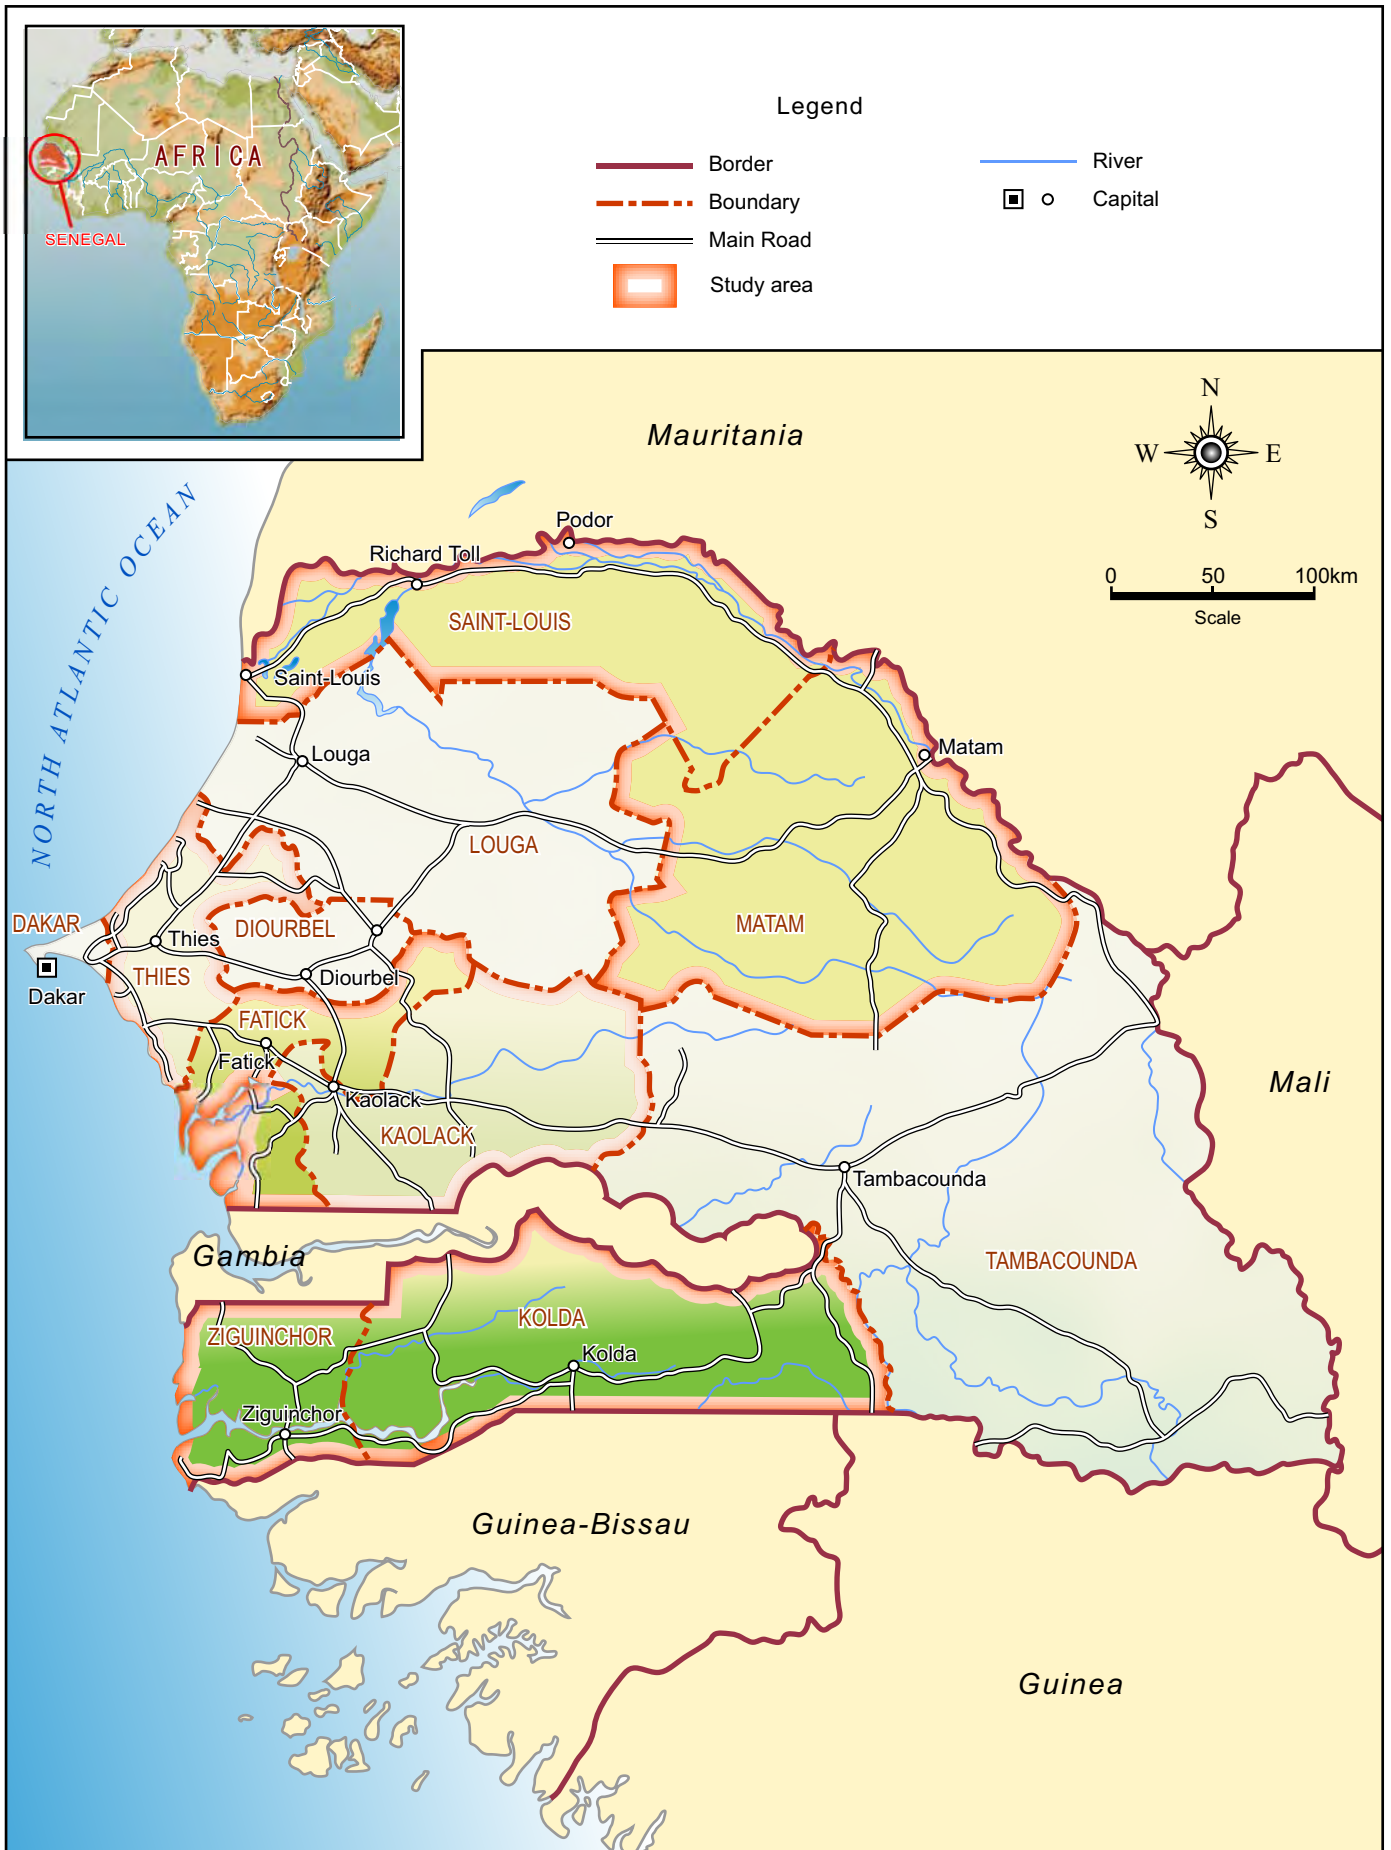 AFRICA
SENEGAL
Legend
Border
Boundary
Main Road
Study area
River
Capital
N
W
E
S
0 50 100km
Scale
Mauritania
NORTH ATLANTIC OCEAN
Podor
Richard Toll
SAINT-LOUIS
Saint-Louis
Louga
Matam
LOUGA
MATAM
DAKAR
Dakar
Thies
THIES
DIOURBEL
Diourbel
FATICK
Fatick
Kaolack
KAOLACK
Mali
Tambacounda
TAMBACOUNDA
Gambia
ZIGUINCHOR
KOLDA
Kolda
Ziguinchor
Guinea-Bissau
Guinea